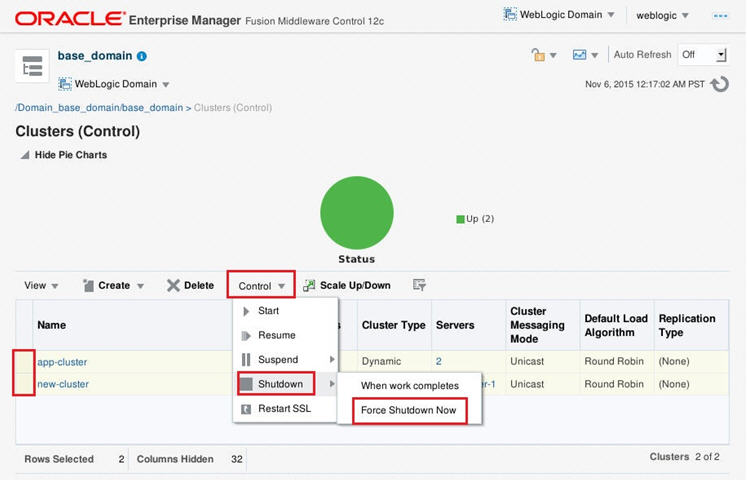 ORACLE Enterprise Manager Fusion Middleware Control 12c
WebLogic Domain
weblogic
base_domain
WebLogic Domain
Auto Refresh
Off
Nov 6, 2015 12:17:02 AM PST
/Domain_base_domain/base_domain > Clusters (Control)
Clusters (Control)
Hide Pie Charts
Up (2)
Status
View
Create
Delete
Control
Scale Up/Down
Name
s
Cluster Type
Servers
Cluster Messaging Mode
Default Load Algorithm
Replication Type
app-cluster
Dynamic
2
Unicast
Round Robin
(None)
new-cluster
er-1
Unicast
Round Robin
(None)
Start
Resume
Suspend
Shutdown
Restart SSL
When work completes
Force Shutdown Now
Rows Selected 2
Columns Hidden 32
Clusters 2 of 2